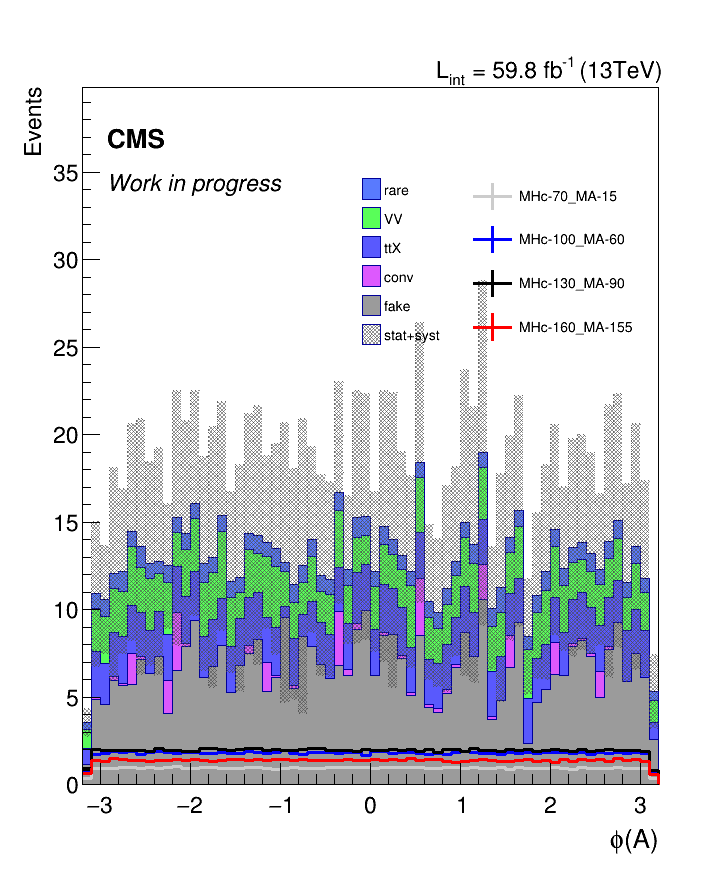 L_int = 59.8 fb^-1 (13TeV)
Events
CMS
Work in progress
rare
VV
ttX
conv
fake
stat+syst
MHc-70_MA-15
MHc-100_MA-60
MHc-130_MA-90
MHc-160_MA-155
35
30
25
20
15
10
5
0
−3 −2 −1 0 1 2 3
ϕ(A)